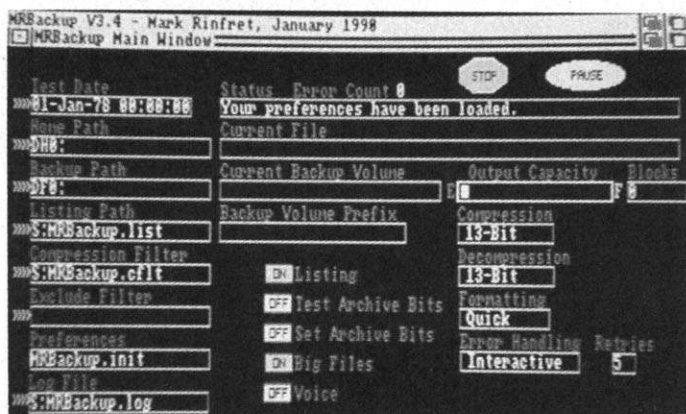 MRBackup V3.4 - Mark Rinfret, January 1990
MRBackup Main Window
STOP
PAUSE
Test Date
Status Error Count 0
01-Jan-78 00:00:00
Your preferences have been loaded.
Home Path
Current File
DH0:
Backup Path
Current Backup Volume
Output Capacity
Blocks
DF0:
E
F
0
Listing Path
Backup Volume Prefix
Compression
S:MRBackup.list
13-Bit
Compression Filter
Decompression
S:MRBackup.cflt
ON Listing
13-Bit
Exclude Filter
OFF Test Archive Bits
Formatting
Quick
Preferences
OFF Set Archive Bits
Error Handling
Retries
MRBackup.init
ON Big Files
Interactive
5
Log File
OFF Voice
S:MRBackup.log